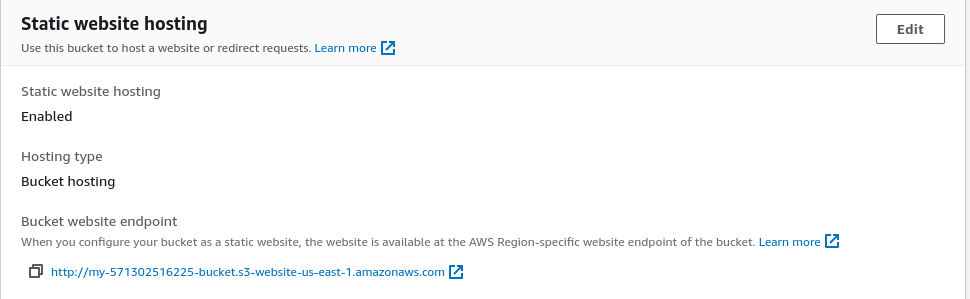 Static website hosting
Edit
Use this bucket to host a website or redirect requests. Learn more
Static website hosting
Enabled
Hosting type
Bucket hosting
Bucket website endpoint
When you configure your bucket as a static website, the website is available at the AWS Region-specific website endpoint of the bucket. Learn more
http://my-571302516225-bucket.s3-website-us-east-1.amazonaws.com